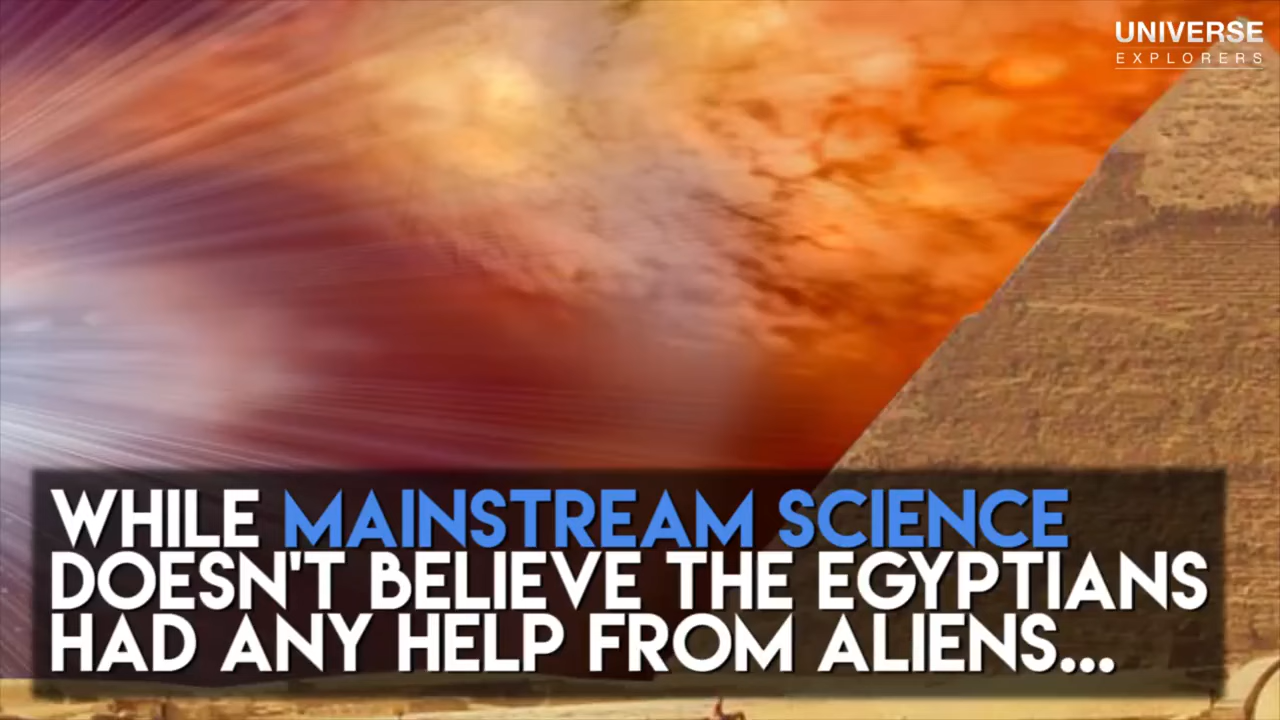 UNIVERSE
EXPLORERS
WHILE MAINSTREAM SCIENCE
DOESN'T BELIEVE THE EGYPTIANS
HAD ANY HELP FROM ALIENS...